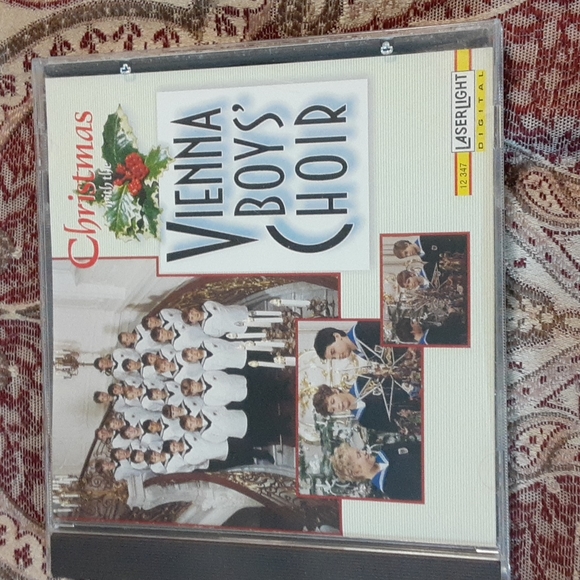 Christmas
with the
VIENNA
BOYS'
CHOIR
LASERLIGHT
DIGITAL
12 347